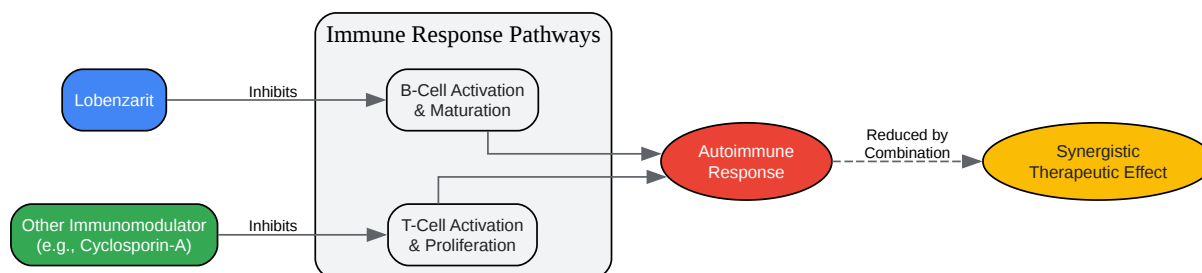 Immune Response Pathways
Lobenzarit
Inhibits
B-Cell Activation
& Maturation
Autoimmune
Response
Reduced by
Combination
Synergistic
Therapeutic Effect
Other Immunomodulator
(e.g., Cyclosporin-A)
Inhibits
T-Cell Activation
& Proliferation